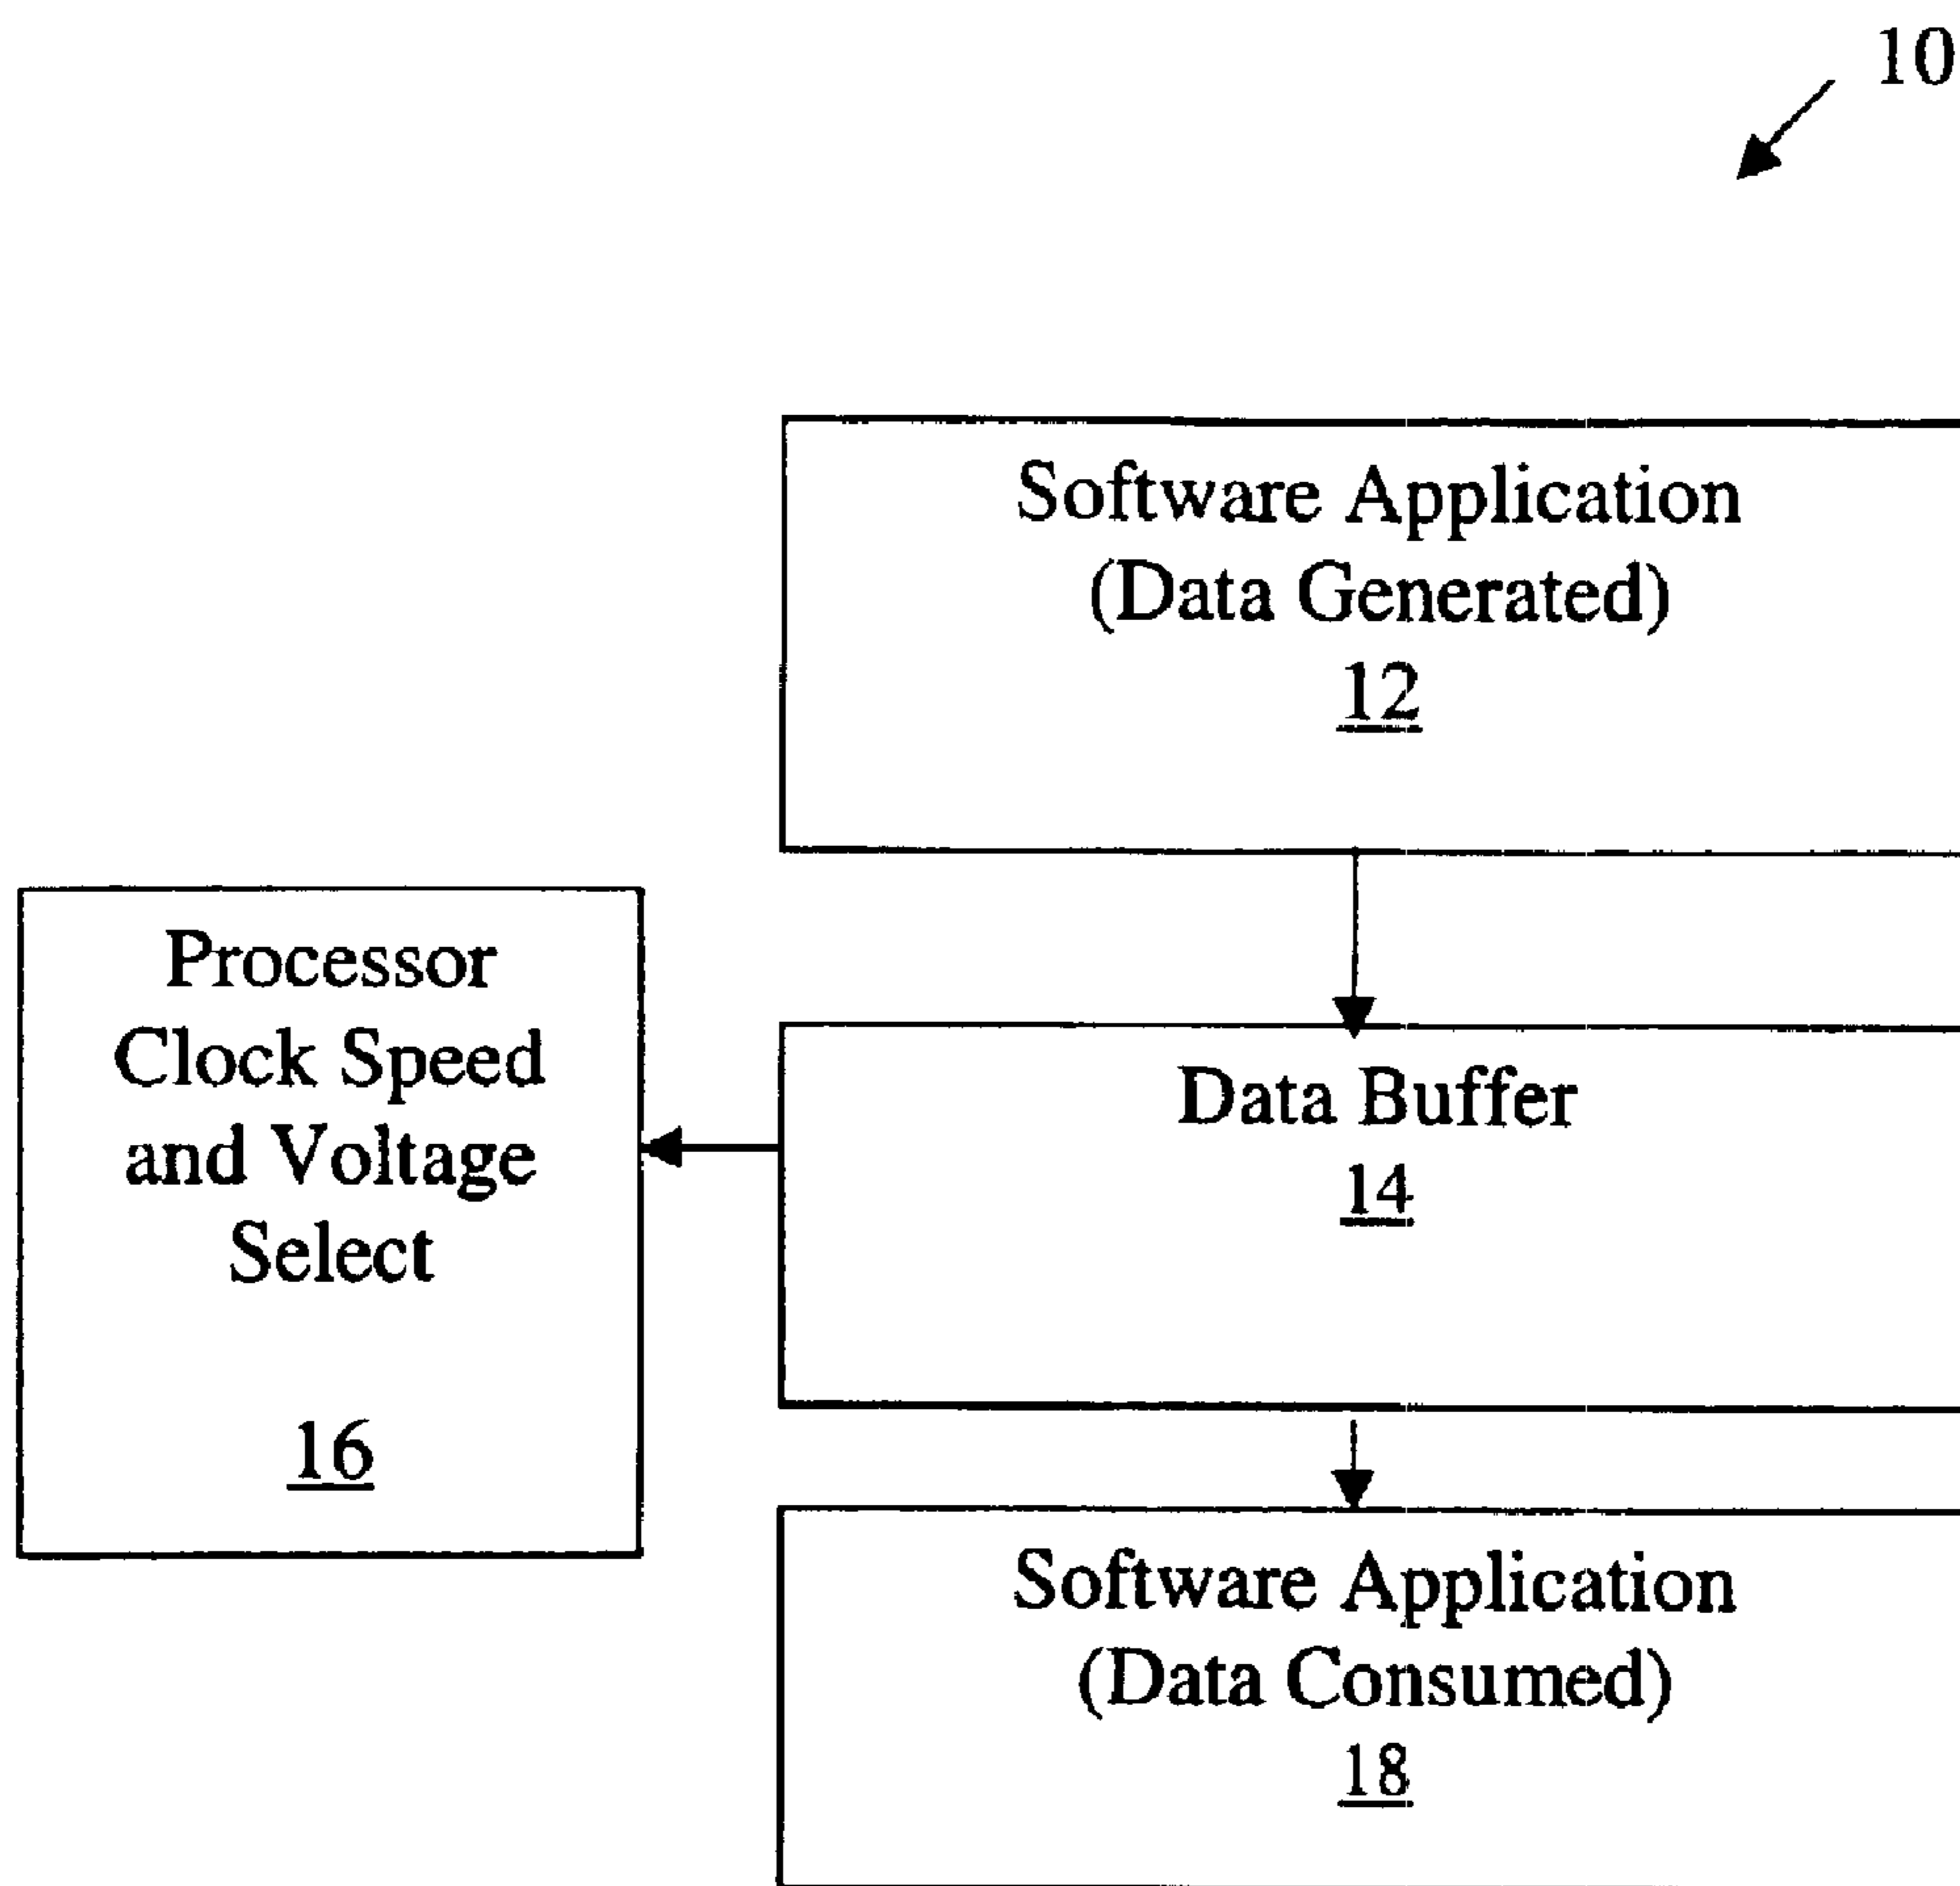 10
Software Application
(Data Generated)
12
Processor
Clock Speed
and Voltage
Select
16
Data Buffer
14
Software Application
(Data Consumed)
18